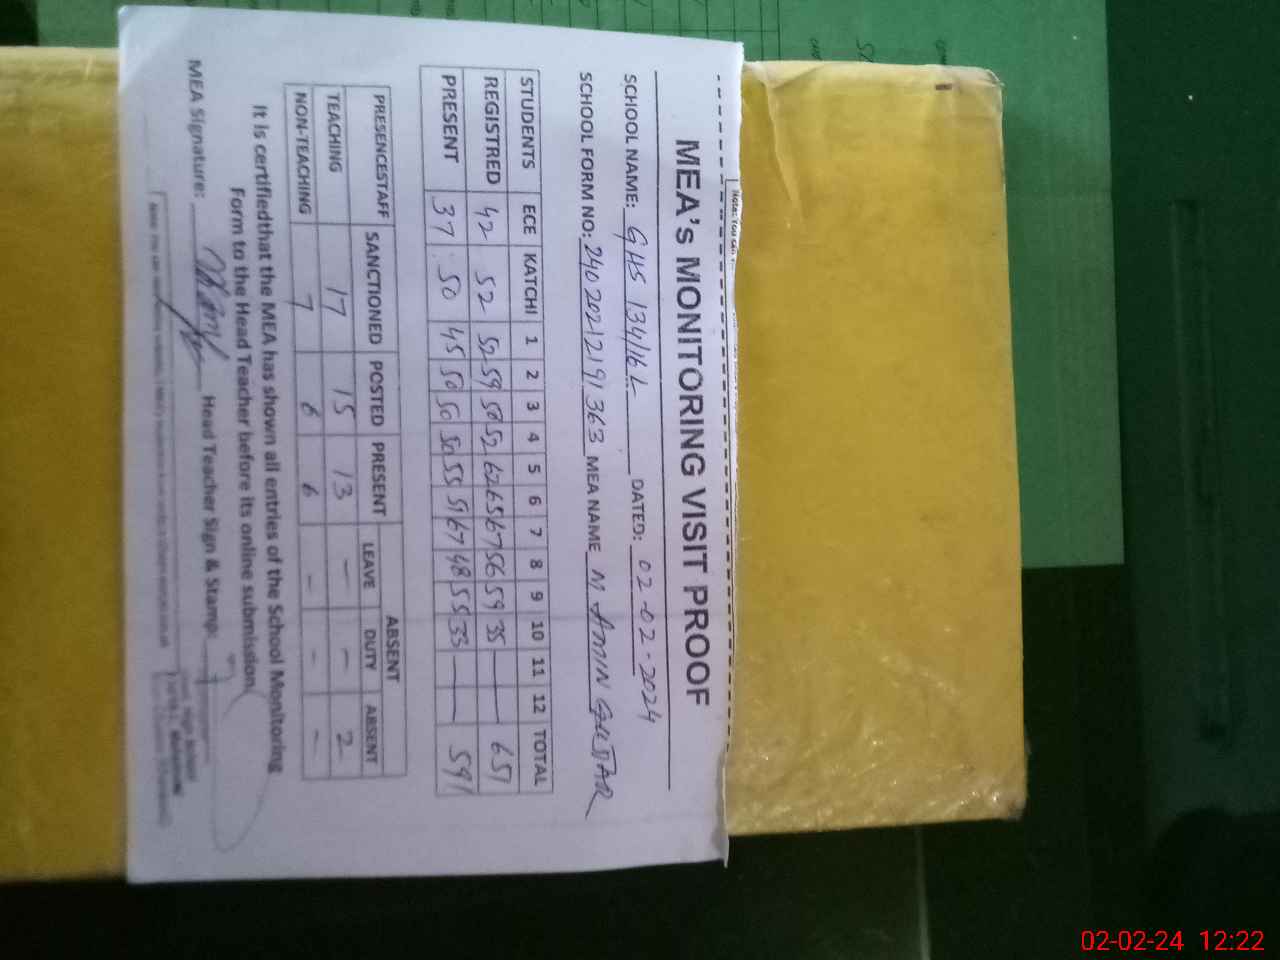 MEA's MONITORING VISIT PROOF
SCHOOL NAME: GHS 134/16 L DATED: 02-02-2024
SCHOOL FORM NO: 24020212191363 MEA NAME M AMIN
STUDENTS ECE KATCHI 1 2 3 4 5 6 7 8 9 10 11 12 TOTAL
REGISTRED 42 52 52 59 50 52 62 65 67 56 59 35 — — 651
PRESENT 37 50 45 50 50 50 55 51 67 48 55 33 — — 591
PRESENCESTAFF SANCTIONED POSTED PRESENT ABSENT
LEAVE DUTY ABSENT
TEACHING 17 15 13 – – 2
NON-TEACHING 7 6 6 - - -
It is certifiedthat the MEA has shown all entries of the School Monitoring
Form to the Head Teacher before its online submission.
MEA Signature: Head Teacher Sign & Stamp:
02-02-24 12:22